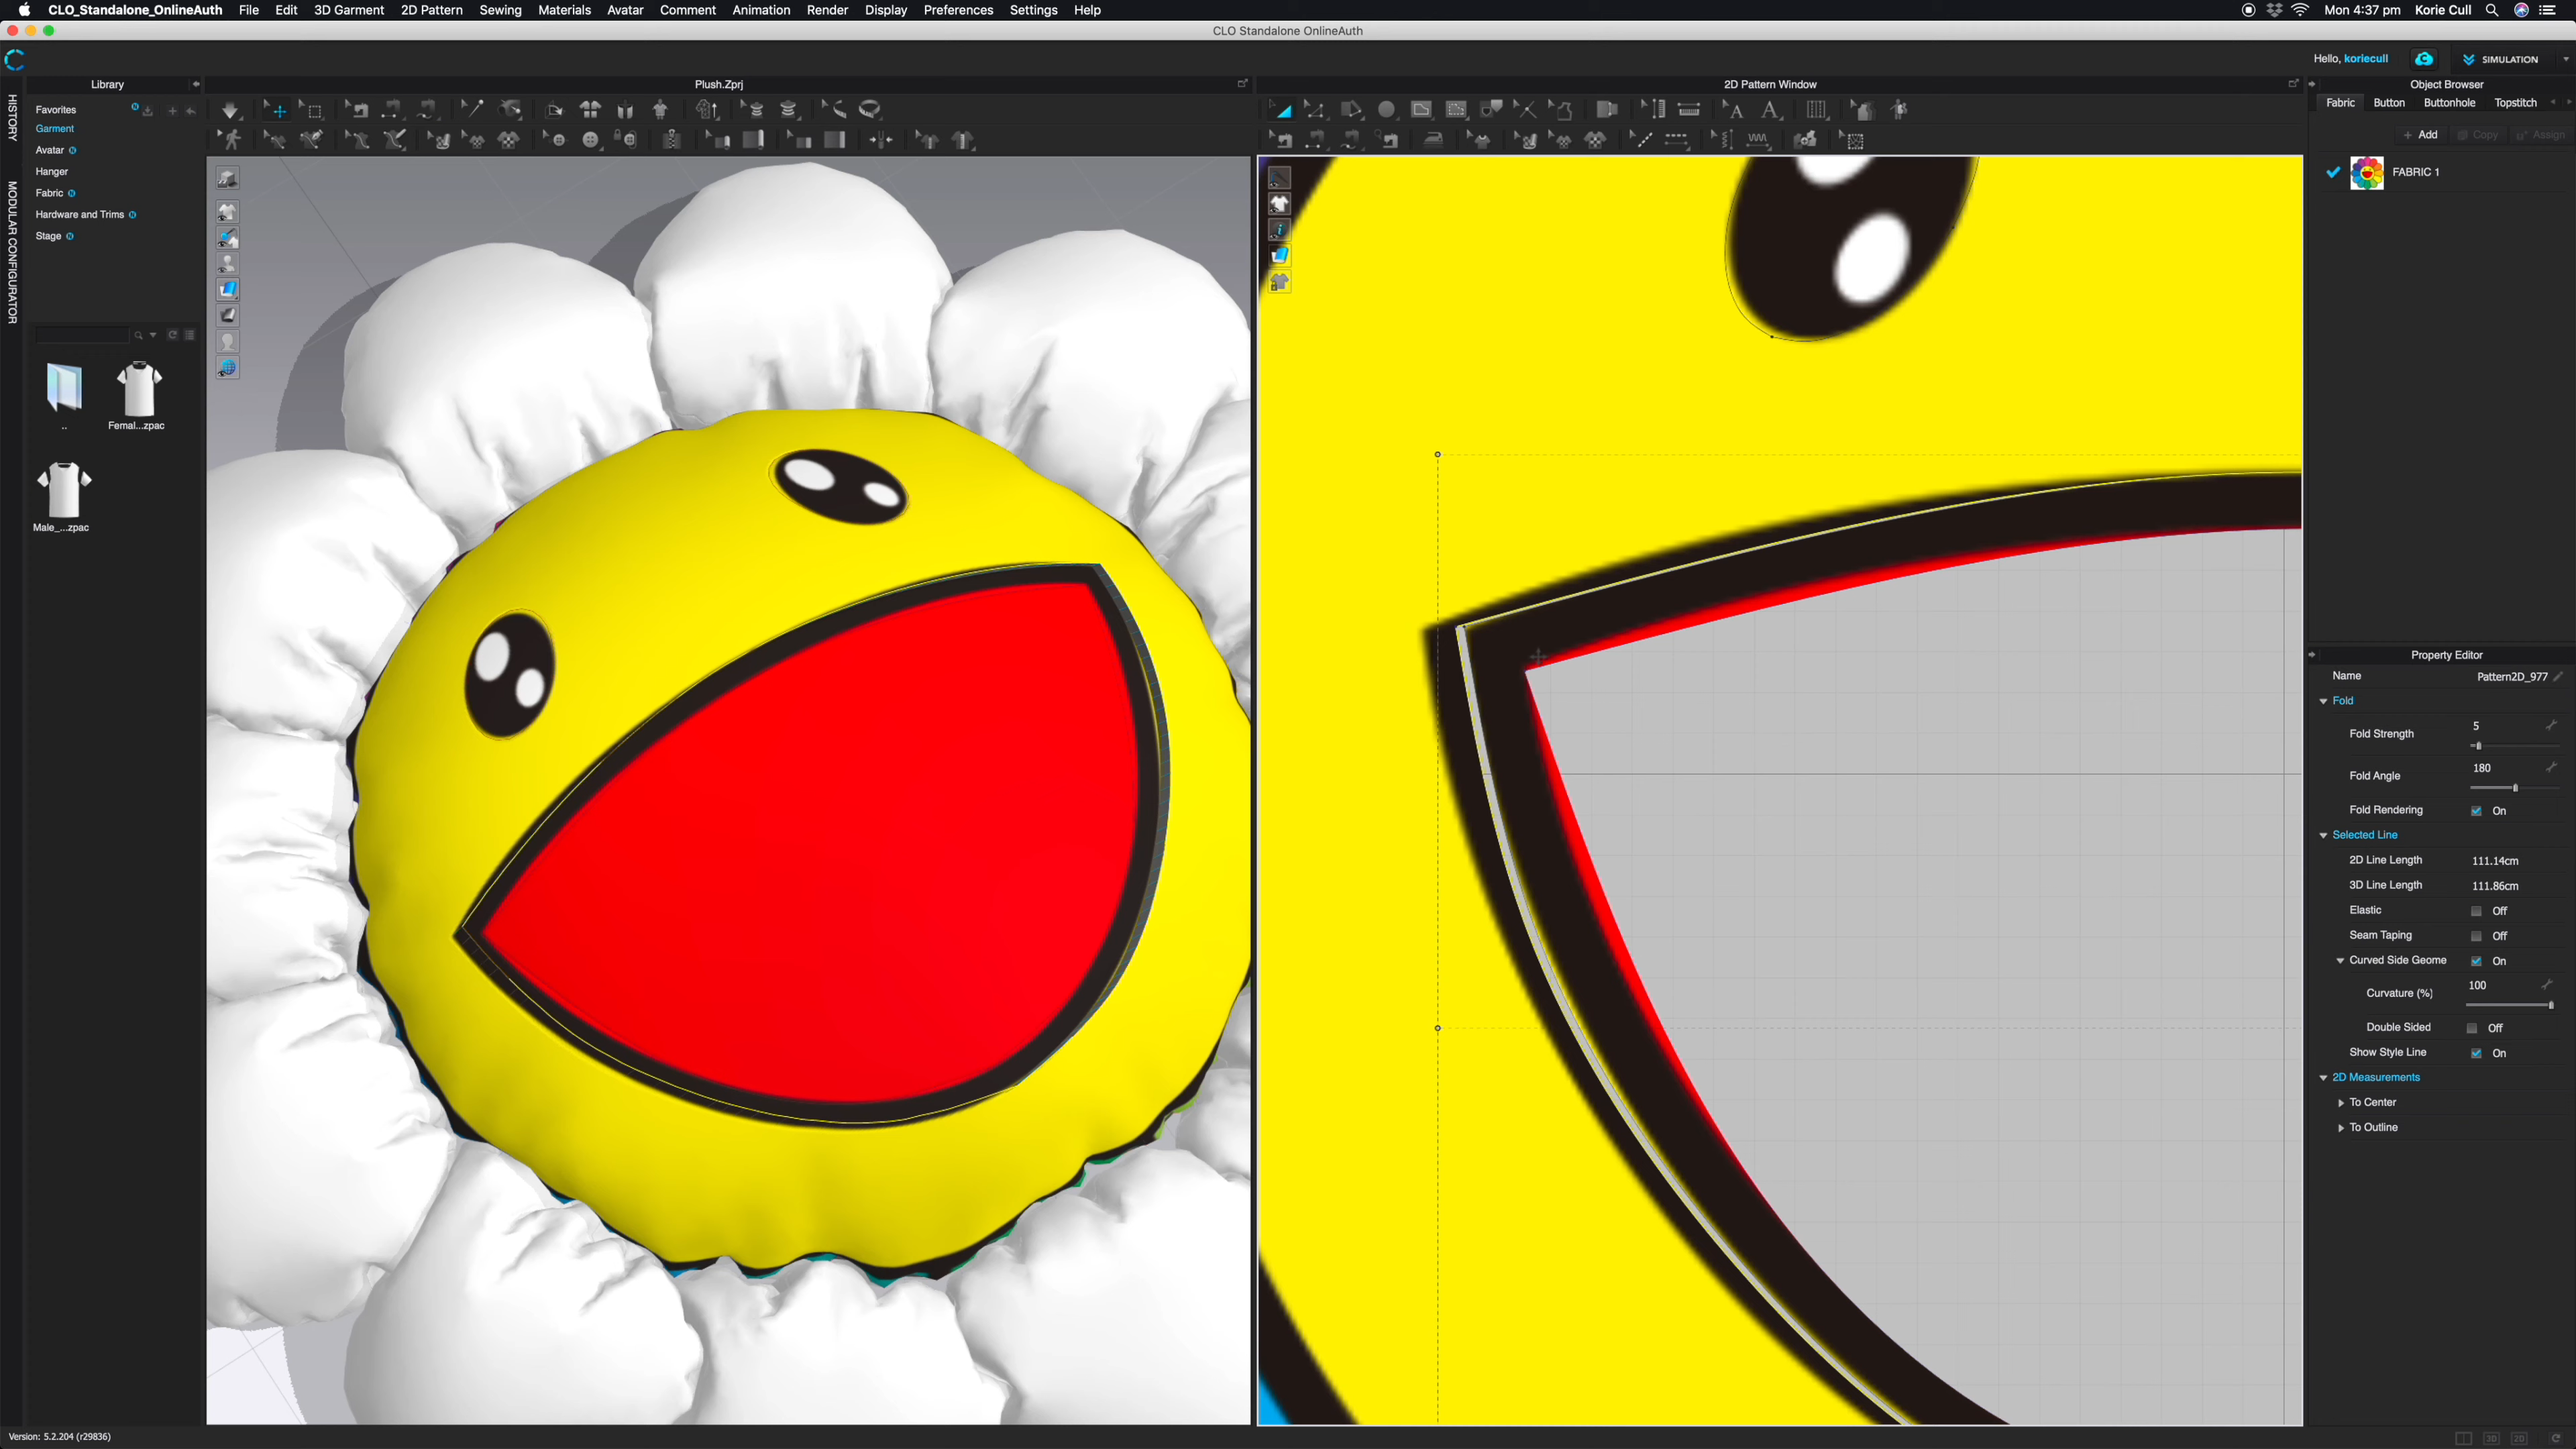 CLO_Standalone_OnlineAuth File Edit 3D Garment 2D Pattern Sewing Materials Avatar Comment Animation Render Display Preferences Settings Help Mon 4:37 pm Korie Cull
CLO Standalone OnlineAuth
Hello, koriecull SIMULATION
Library Plush.Zprj 2D Pattern Window Object Browser
HISTORY
MODULAR CONFIGURATOR
Favorites
Garment
Avatar N
Hanger
Fabric N
Hardware and Trims N
Stage N
..
Femal...zpac
Male_...zpac
Fabric Button Buttonhole Topstitch
+ Add Copy Assign
FABRIC 1
Property Editor
Name Pattern2D_977
Fold
Fold Strength 5
Fold Angle 180
Fold Rendering On
Selected Line
2D Line Length 111.14cm
3D Line Length 111.86cm
Elastic Off
Seam Taping Off
Curved Side Geome On
Curvature (%) 100
Double Sided Off
Show Style Line On
2D Measurements
To Center
To Outline
Version: 5.2.204 (r29836)
3D 2D